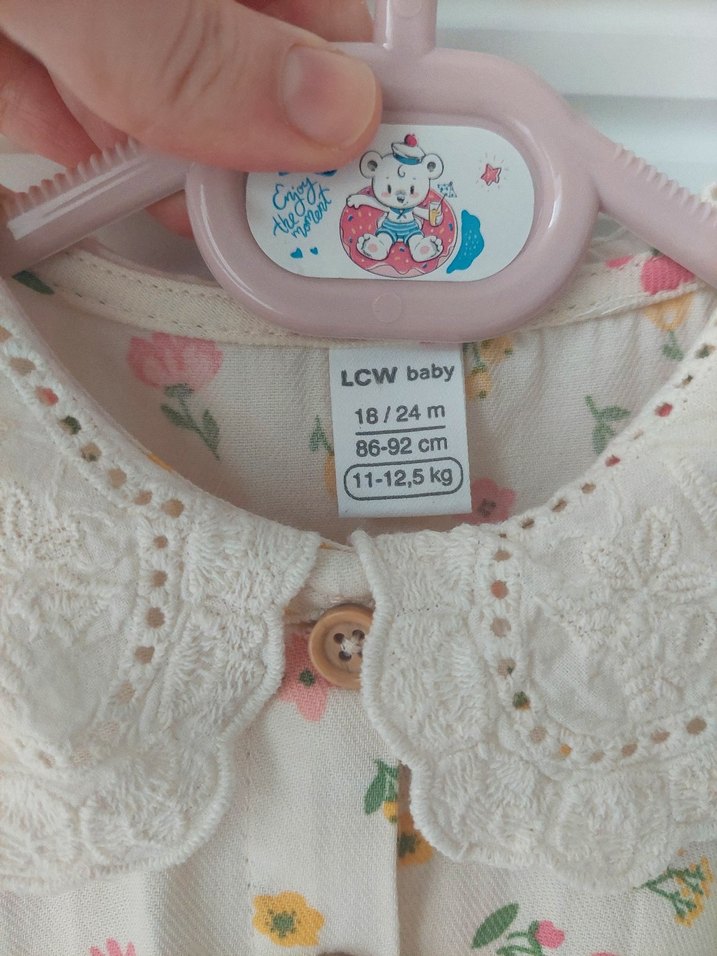 Enjoy
the
moment
LCW baby
18 / 24 m
86-92 cm
11-12,5 kg